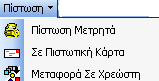 Πίστωση
Πίστωση Μετρητά
Σε Πιστωτική Κάρτα
Μεταφορά Σε Χρεώστη